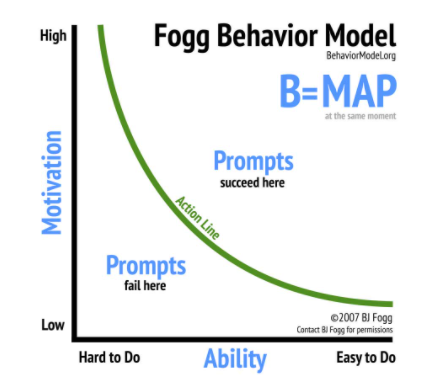 High
Fogg Behavior Model
BehaviorModel.org
B=MAP
at the same moment
Motivation
Prompts
succeed here
Action Line
Prompts
fail here
Low
©2007 BJ Fogg
Contact BJ Fogg for permissions
Hard to Do
Ability
Easy to Do